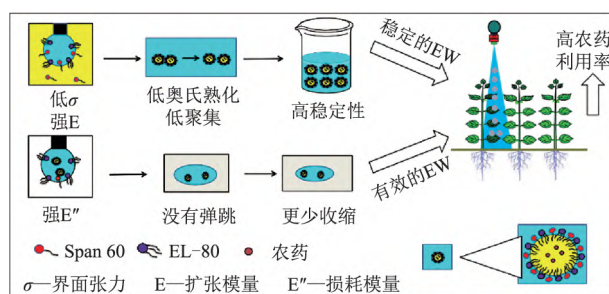 低σ
强E
低奥氏熟化
低聚集
高稳定性
稳定的EW
高农药
利用率
强E″
没有弹跳
更少收缩
有效的EW
Span 60
EL-80
农药
σ—界面张力
E—扩张模量
E″—损耗模量